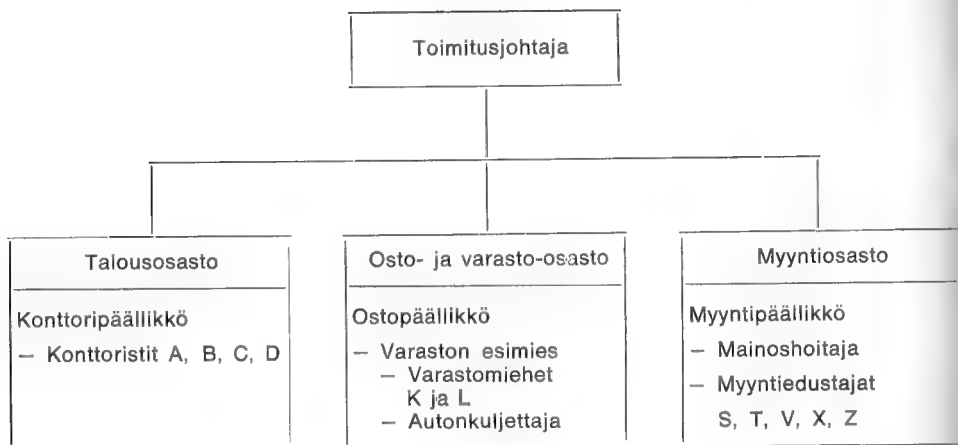 Toimitusjohtaja
Talousosasto
Konttoripäällikkö
– Konttoristit A, B, C, D
Osto- ja varasto-osasto
Ostopäällikkö
– Varaston esimies
– Varastomiehet
K ja L
– Autonkuljettaja
Myyntiosasto
Myyntipäällikkö
– Mainoshoitaja
– Myyntiedustajat
S, T, V, X, Z